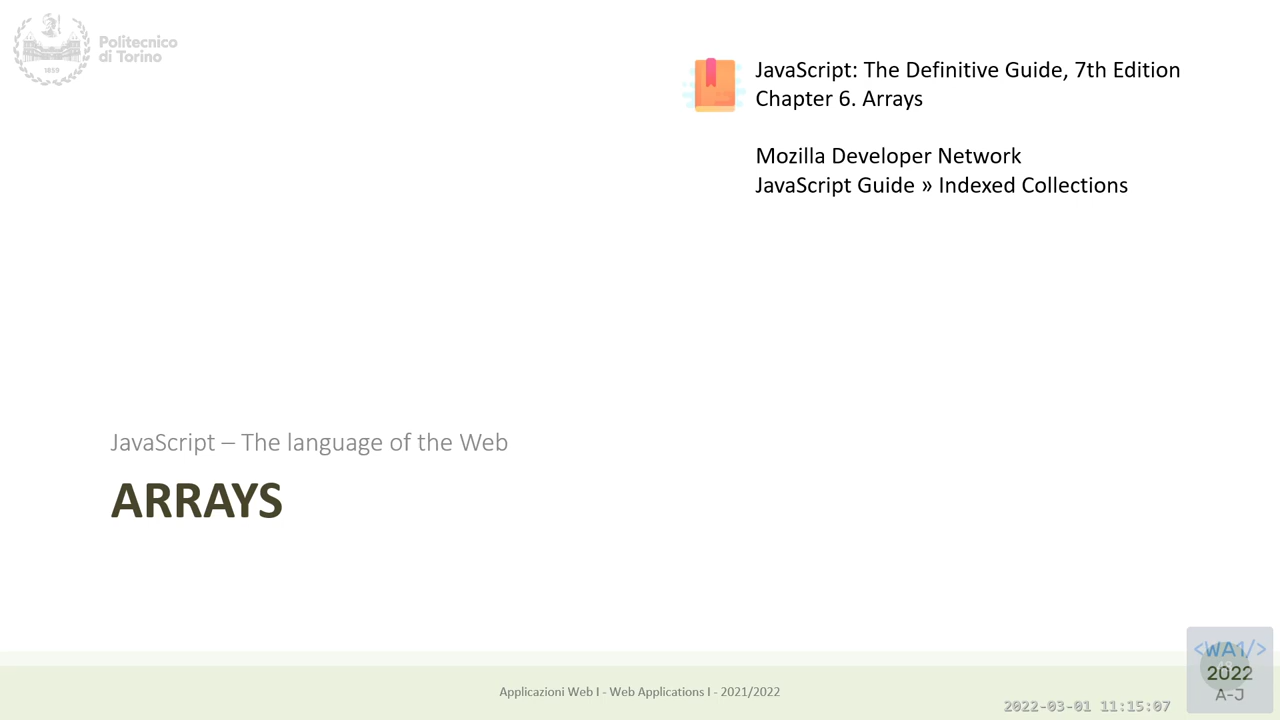 Politecnico
di Torino
1859
JavaScript: The Definitive Guide, 7th Edition
Chapter 6. Arrays
Mozilla Developer Network
JavaScript Guide » Indexed Collections
JavaScript – The language of the Web
ARRAYS
Applicazioni Web I - Web Applications I - 2021/2022
2022-03-01 11:15:07
<WA1/>
2022
A-J